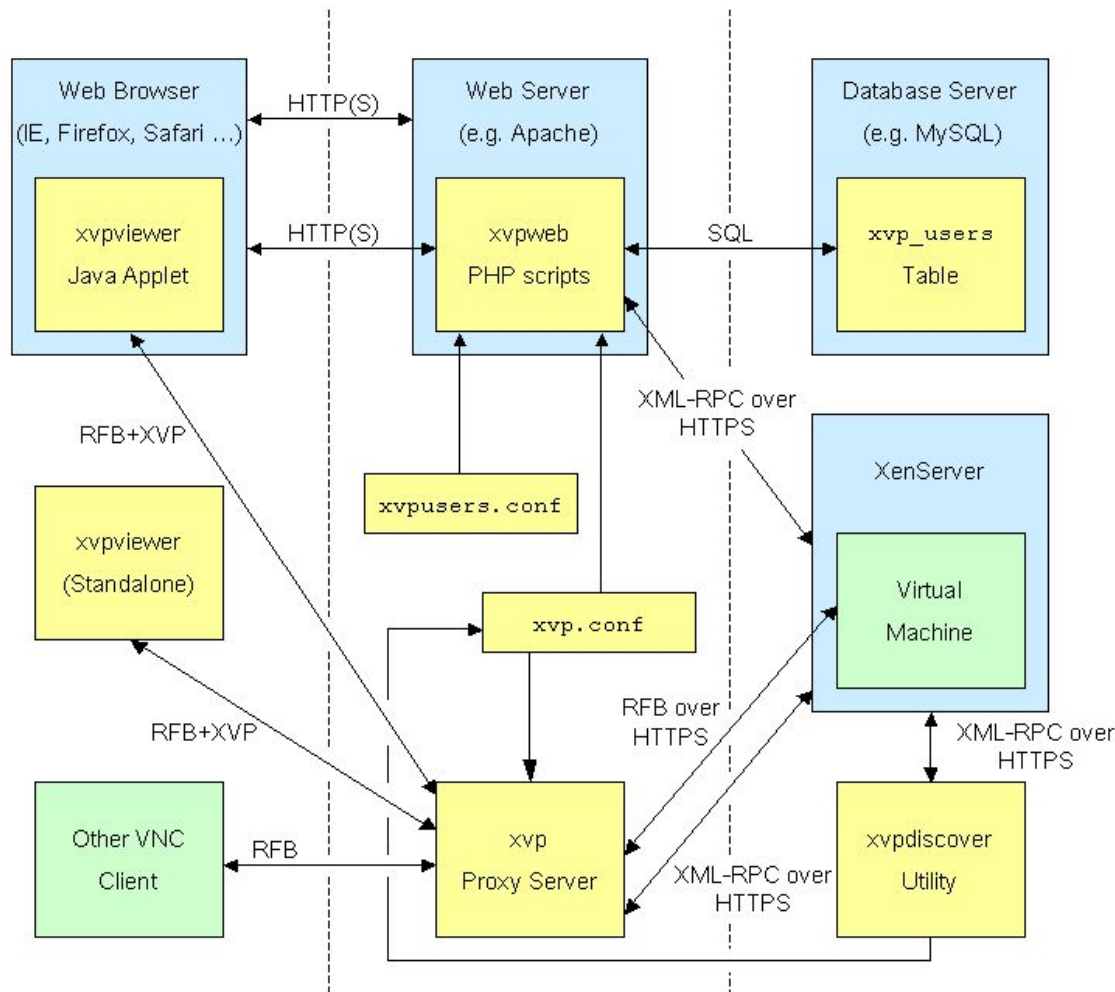 Web Browser
(IE, Firefox, Safari ...)
HTTP(S)
Web Server
(e.g. Apache)
Database Server
(e.g. MySQL)
xvpviewer
Java Applet
HTTP(S)
xvpweb
PHP scripts
SQL
xvp_users
Table
XML-RPC over
HTTPS
RFB+XVP
xvpusers.conf
XenServer
xvpviewer
(Standalone)
xvp.conf
Virtual
Machine
RFB+XVP
RFB over
HTTPS
XML-RPC over
HTTPS
Other VNC
Client
RFB
xvp
Proxy Server
XML-RPC over
HTTPS
xvpdiscover
Utility